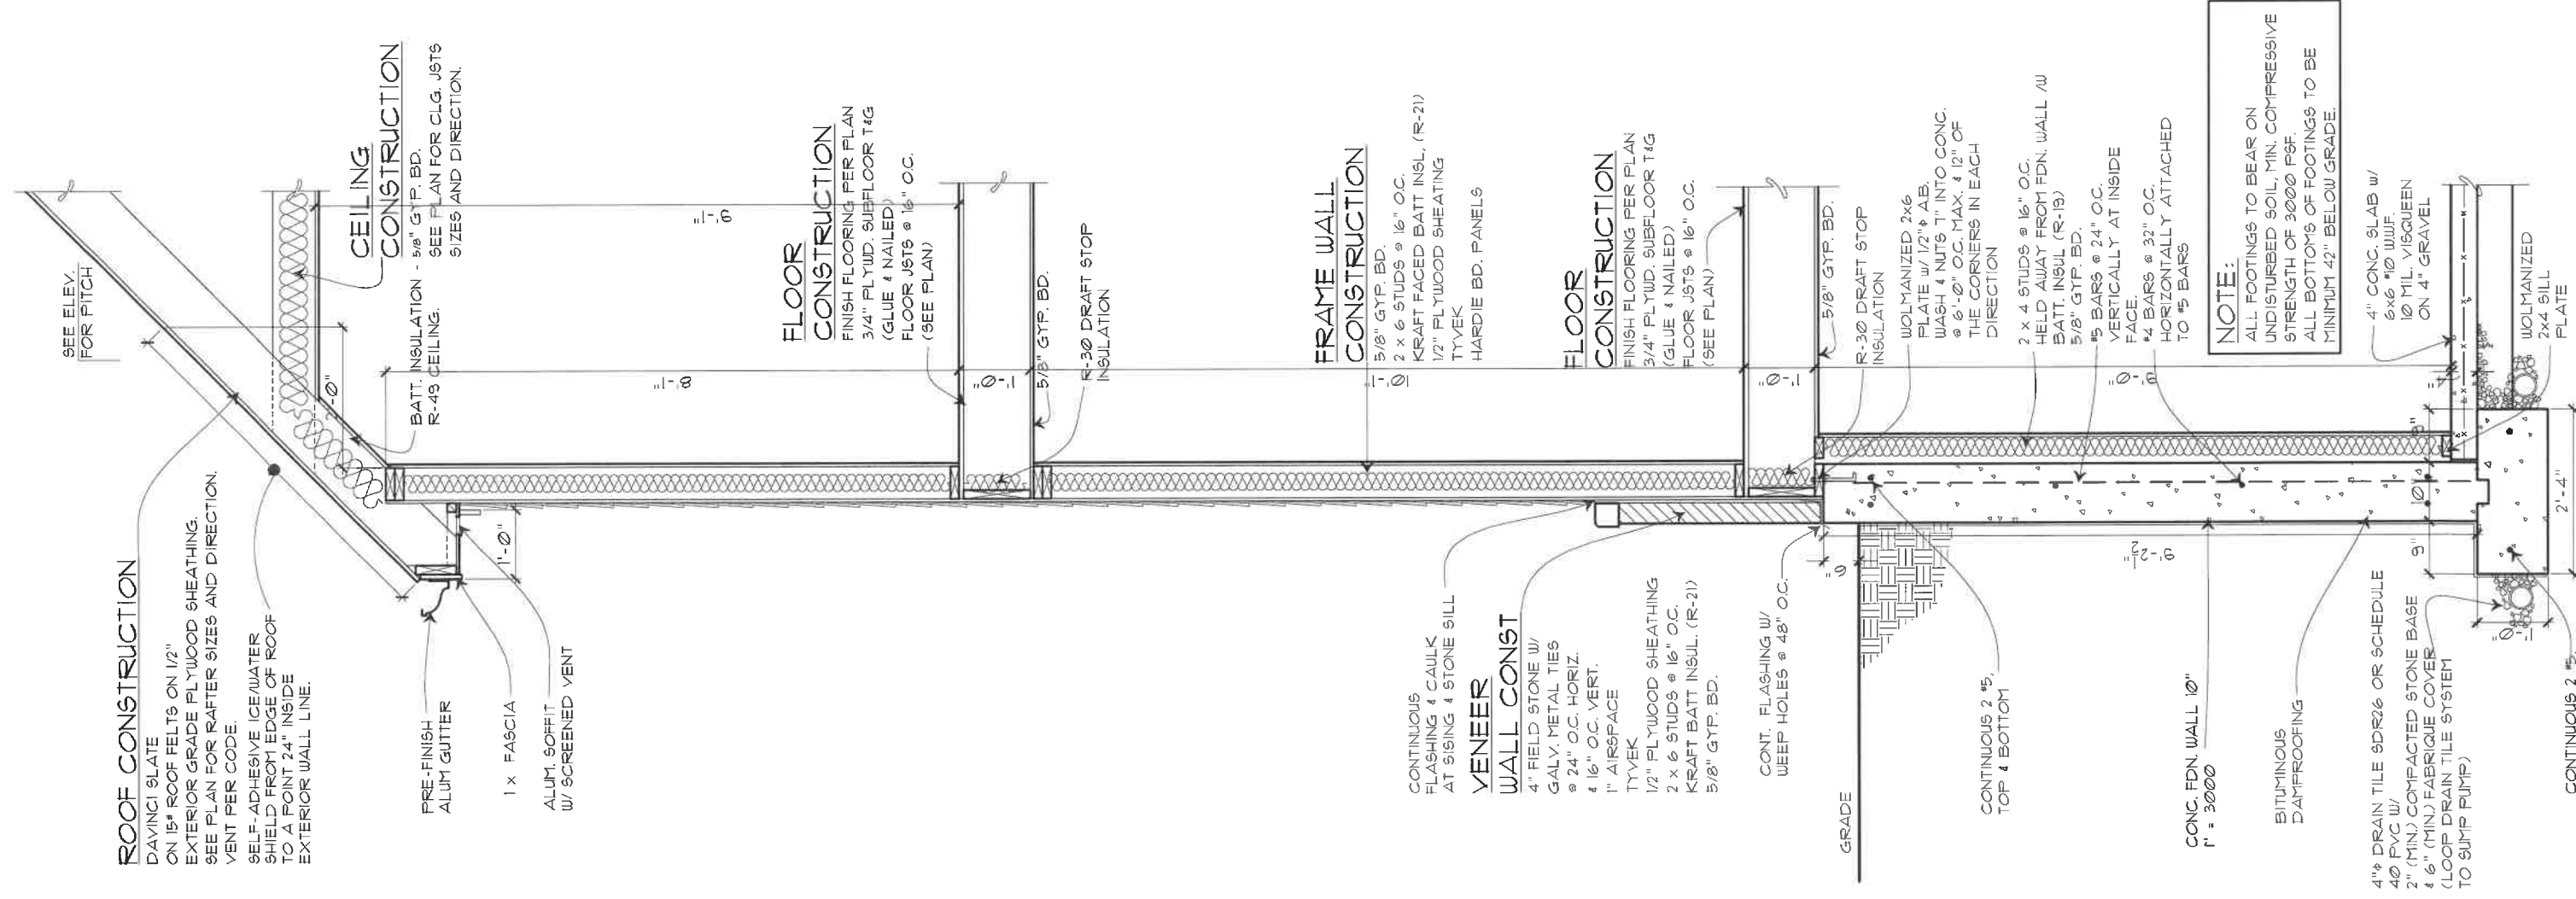 ROOF CONSTRUCTION
DAVINCI SLATE
ON 15# ROOF FELTS ON 1/2"
EXTERIOR GRADE PLYWOOD SHEATHING.
SEE PLAN FOR RAFTER SIZES AND DIRECTION.
VENT PER CODE.
SELF-ADHESIVE ICE/WATER
SHIELD FROM EDGE OF ROOF
TO A POINT 24" INSIDE
EXTERIOR WALL LINE.
SEE ELEV.
FOR PITCH
CEILING
CONSTRUCTION
BATT. INSULATION - 5/8" GYP. BD.
R-49 CEILING.
SEE PLAN FOR CLG. JSTS
SIZES AND DIRECTION.
2'-0"
9'-1"
8'-1"
1'-0"
PRE-FINISH
ALUM GUTTER
1 x FASCIA
ALUM. SOFFIT
W/ SCREENED VENT
FLOOR
CONSTRUCTION
FINISH FLOORING PER PLAN
3/4" PLYWD. SUBFLOOR T&G
(GLUE & NAILED)
FLOOR JSTS @ 16" O.C.
(SEE PLAN)
1'-0"
5/8" GYP. BD.
R-30 DRAFT STOP
INSULATION
FRAME WALL
CONSTRUCTION
5/8" GYP. BD.
2 x 6 STUDS @ 16" O.C.
KRAFT FACED BATT INSL, (R-21)
1/2" PLYWOOD SHEATING
TYVEK
HARDIE BD. PANELS
10'-1"
CONTINUOUS
FLASHING & CAULK
AT SISING & STONE SILL
VENEER
WALL CONST
4" FIELD STONE W/
GALV. METAL TIES
@ 24" O.C. HORIZ.
& 16" O.C. VERT.
1" AIRSPACE
TYVEK
1/2" PLYWOOD SHEATHING
2 x 6 STUDS @ 16" O.C.
KRAFT BATT INSUL. (R-21)
5/8" GYP. BD.
FLOOR
CONSTRUCTION
FINISH FLOORING PER PLAN
3/4" PLYWD. SUBFLOOR T&G
(GLUE & NAILED)
FLOOR JSTS @ 16" O.C.
(SEE PLAN)
1'-0"
5/8" GYP. BD.
CONT. FLASHING W/
WEEP HOLES @ 48" O.C.
R-30 DRAFT STOP
INSULATION
6"
GRADE
WOLMANIZED 2x6
PLATE W/ 1/2"ϕ A.B.
WASH & NUTS 7" INTO CONC.
@ 6'-0" O.C. MAX. & 12" OF
THE CORNERS IN EACH
DIRECTION
CONTINUOUS 2 #5,
TOP & BOTTOM
2 x 4 STUDS @ 16" O.C.
HELD AWAY FROM FDN. WALL /W
BATT. INSUL (R-19).
5/8" GYP. BD.
#5 BARS @ 24" O.C.
VERTICALLY AT INSIDE
FACE.
#4 BARS @ 32" O.C.
HORIZONTALLY ATTACHED
TO #5 BARS
9'-0"
9'-2½"
CONC. FDN. WALL 10"
f' = 3000
BITUMINOUS
DAMPROOFING
NOTE:
ALL FOOTINGS TO BEAR ON
UNDISTURBED SOIL, MIN. COMPRESSIVE
STRENGTH OF 3000 PSF.
ALL BOTTOMS OF FOOTINGS TO BE
MINIMUM 42" BELOW GRADE.
4"ϕ DRAIN TILE SDR26 OR SCHEDULE
40 PVC W/
2" (MIN.) COMPACTED STONE BASE
& 6" (MIN.) FABRIQUE COVER
(LOOP DRAIN TILE SYSTEM
TO SUMP PUMP)
4" CONC. SLAB W/
6x6 #10 W.W.F.
10 MIL. VISQUEEN
ON 4" GRAVEL
9"
10"
9"
1'-0"
2'-4"
WOLMANIZED
2x4 SILL
PLATE
CONTINUOUS 2 #5,